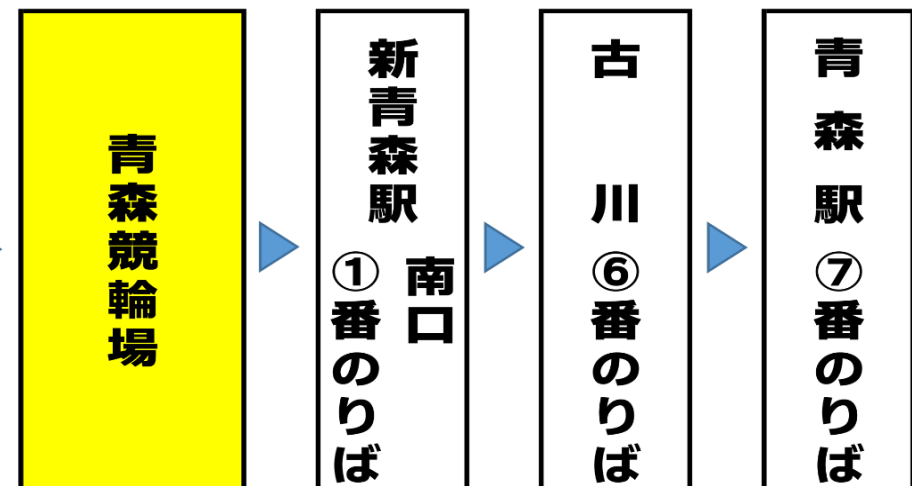 青森競輪場
新青森駅 南口
①番のりば
古川⑥番のりば
青森駅⑦番のりば